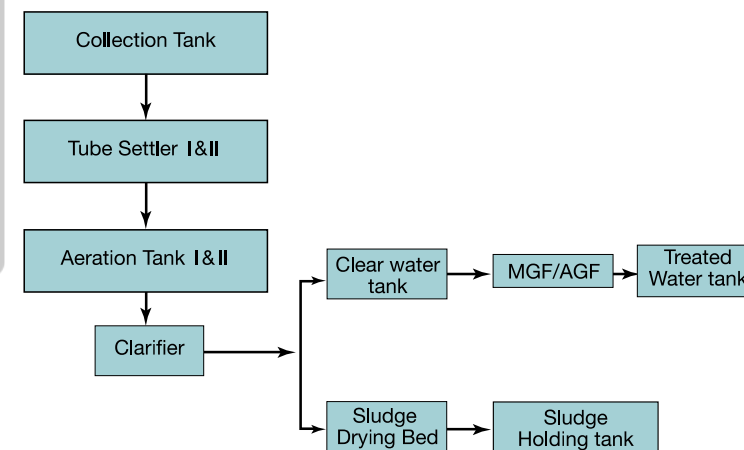 Collection Tank
Tube Settler I&II
Aeration Tank I&II
Clarifier
Clear water
tank
MGF/AGF
Treated
Water tank
Sludge
Drying Bed
Sludge
Holding tank